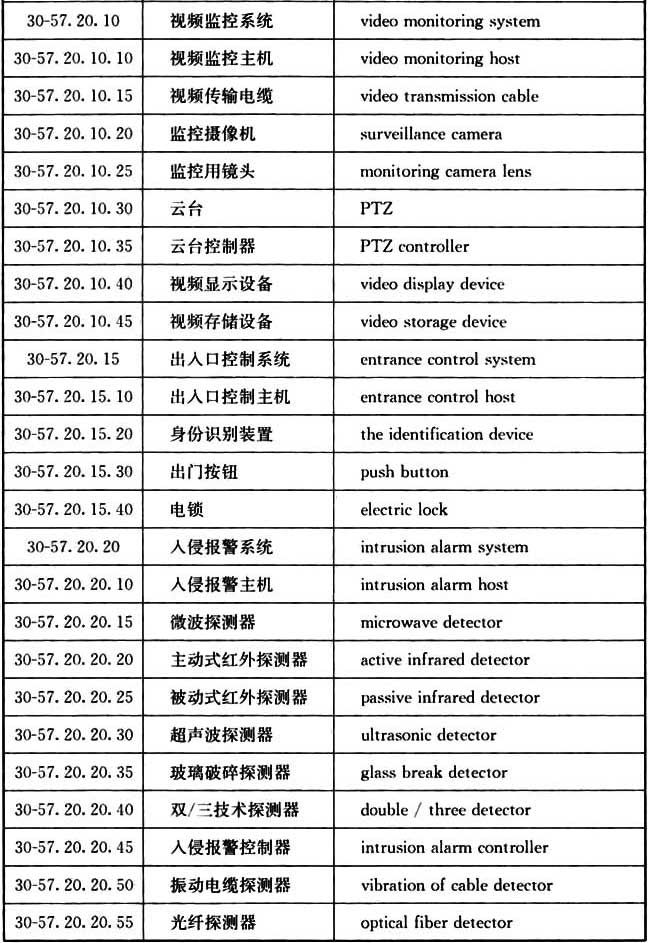 30-57.20.10 视频监控系统 video monitoring system
30-57.20.10.10 视频监控主机 video monitoring host
30-57.20.10.15 视频传输电缆 video transmission cable
30-57.20.10.20 监控摄像机 surveillance camera
30-57.20.10.25 监控用镜头 monitoring camera lens
30-57.20.10.30 云台 PTZ
30-57.20.10.35 云台控制器 PTZ controller
30-57.20.10.40 视频显示设备 video display device
30-57.20.10.45 视频存储设备 video storage device
30-57.20.15 出入口控制系统 entrance control system
30-57.20.15.10 出入口控制主机 entrance control host
30-57.20.15.20 身份识别装置 the identification device
30-57.20.15.30 出门按钮 push button
30-57.20.15.40 电锁 electric lock
30-57.20.20 入侵报警系统 intrusion alarm system
30-57.20.20.10 入侵报警主机 intrusion alarm host
30-57.20.20.15 微波探测器 microwave detector
30-57.20.20.20 主动式红外探测器 active infrared detector
30-57.20.20.25 被动式红外探测器 passive infrared detector
30-57.20.20.30 超声波探测器 ultrasonic detector
30-57.20.20.35 玻璃破碎探测器 glass break detector
30-57.20.20.40 双/三技术探测器 double / three detector
30-57.20.20.45 入侵报警控制器 intrusion alarm controller
30-57.20.20.50 振动电缆探测器 vibration of cable detector
30-57.20.20.55 光纤探测器 optical fiber detector